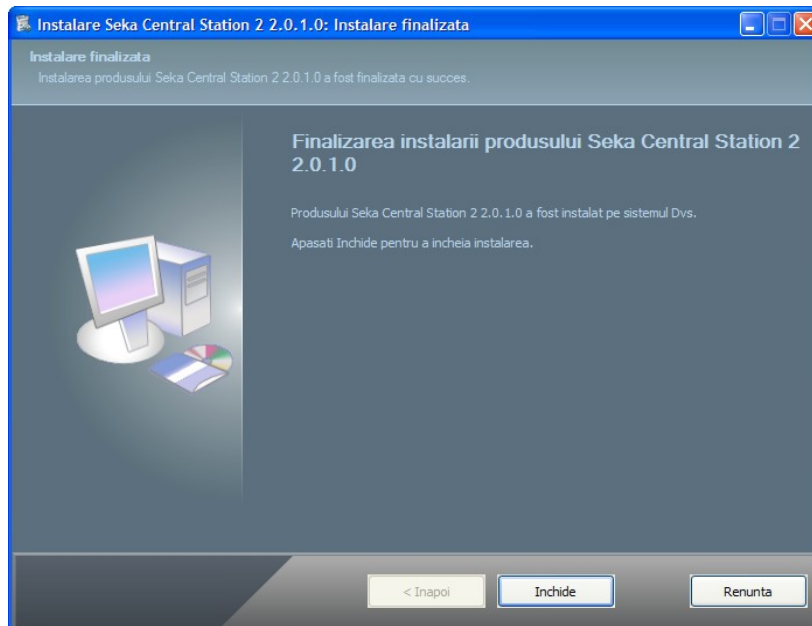 Instalare Seka Central Station 2 2.0.1.0: Instalare finalizata
Instalare finalizata
Instalarea produsului Seka Central Station 2 2.0.1.0 a fost finalizata cu succes.
Finalizarea instalarii produsului Seka Central Station 2
2.0.1.0
Produsului Seka Central Station 2 2.0.1.0 a fost instalat pe sistemul Dvs.
Apasati Inchide pentru a incheia instalarea.
< Inapoi Inchide Renunta